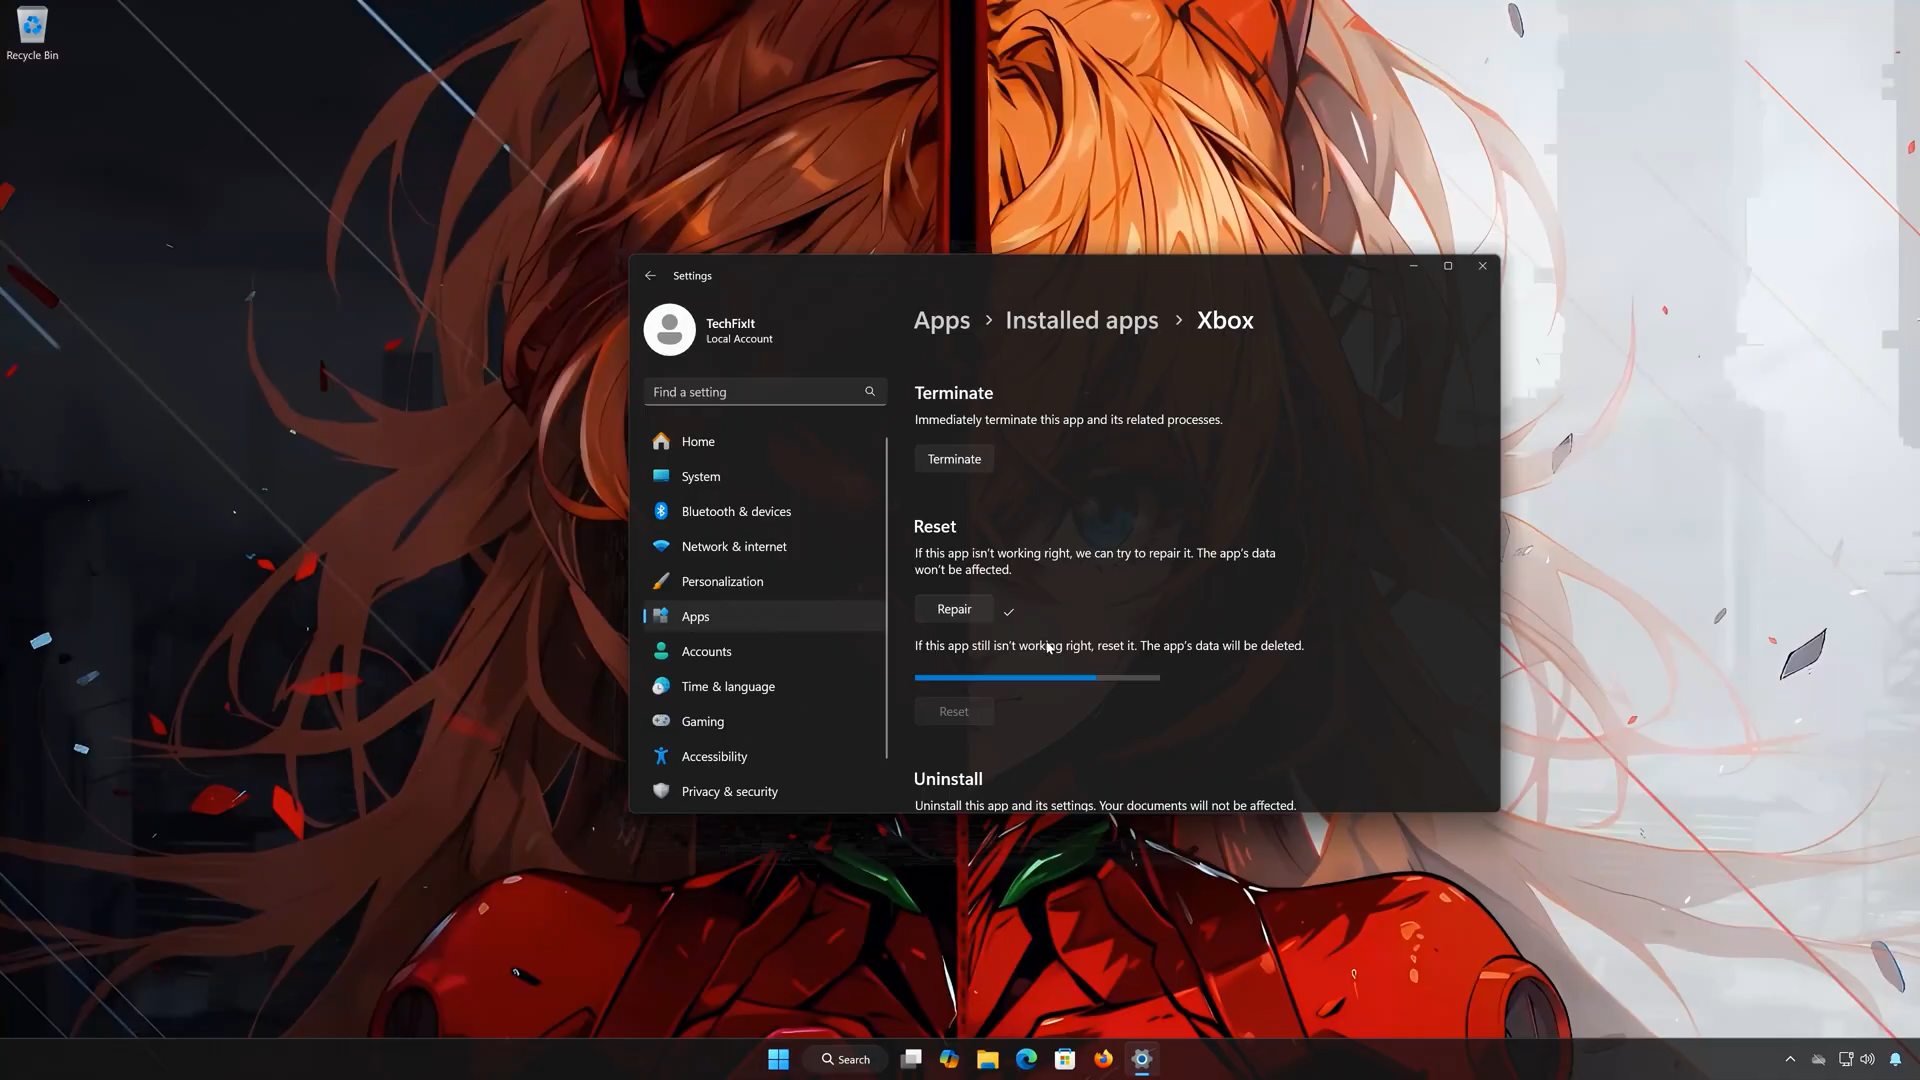 Recycle Bin
Settings
TechFixIt
Local Account
Find a setting
Home
System
Bluetooth & devices
Network & internet
Personalization
Apps
Accounts
Time & language
Gaming
Accessibility
Privacy & security
Apps > Installed apps > Xbox
Terminate
Immediately terminate this app and its related processes.
Terminate
Reset
If this app isn't working right, we can try to repair it. The app's data
won't be affected.
Repair
If this app still isn't working right, reset it. The app's data will be deleted.
Reset
Uninstall
Uninstall this app and its settings. Your documents will not be affected.
Search